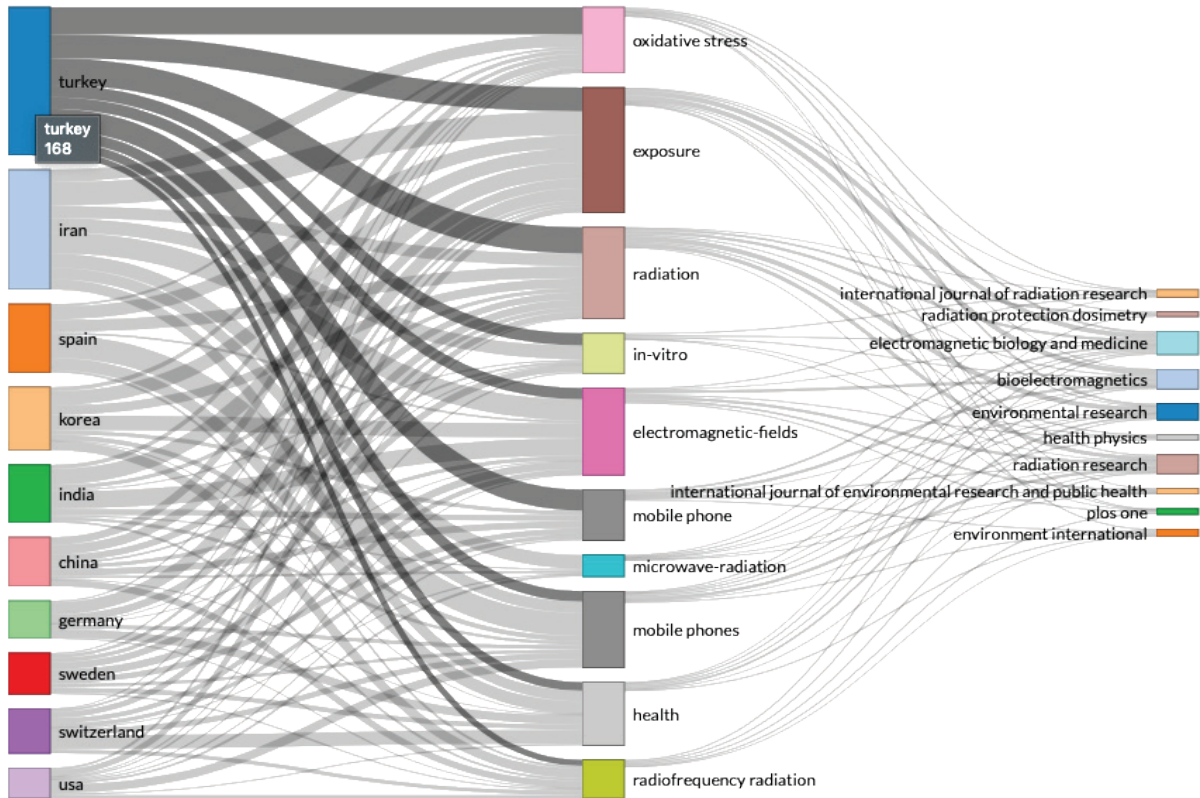 turkey
turkey
168
iran
spain
korea
india
china
germany
sweden
switzerland
usa
oxidative stress
exposure
radiation
in-vitro
electromagnetic-fields
mobile phone
microwave-radiation
mobile phones
health
radiofrequency radiation
international journal of radiation research
radiation protection dosimetry
electromagnetic biology and medicine
bioelectromagnetics
environmental research
health physics
radiation research
international journal of environmental research and public health
plos one
environment international